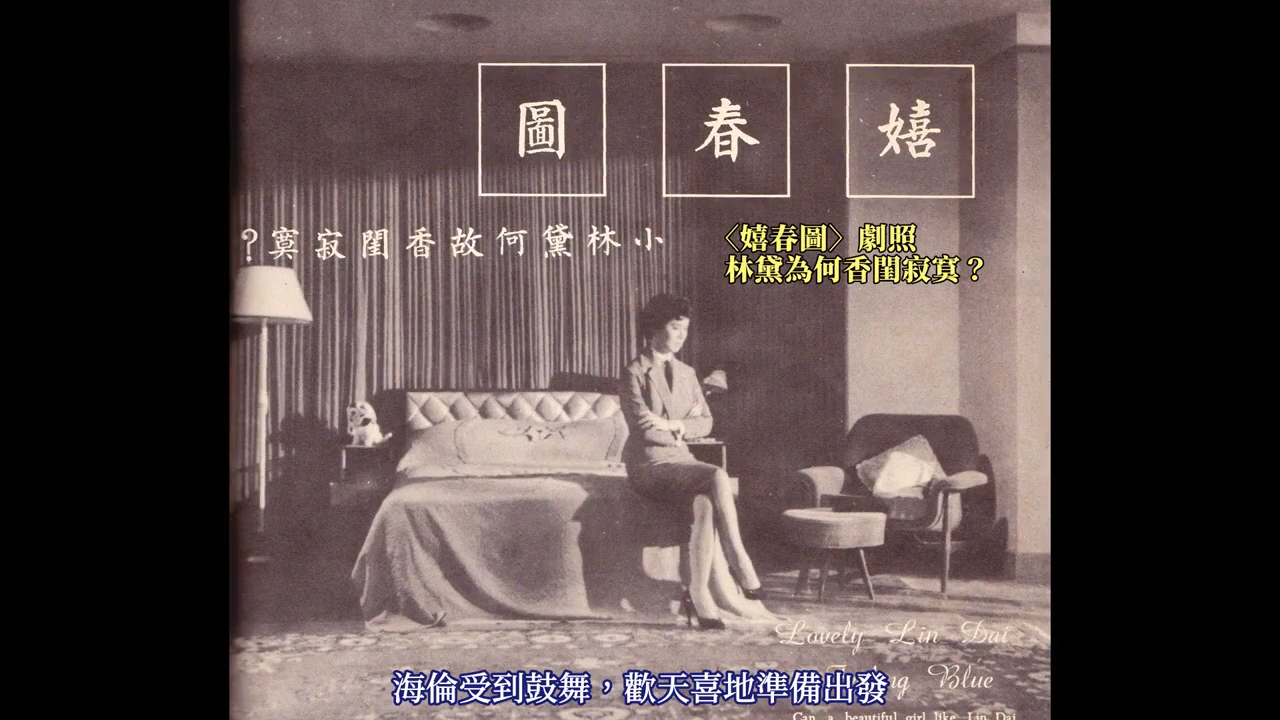 嬉春圖
小林黛何故香閨寂寞?
〈嬉春圖〉劇照
林黛為何香閨寂寞？
Lovely Lin Dai
Blue
Can a beautiful girl like Lin Dai
海倫受到鼓舞，歡天喜地準備出發